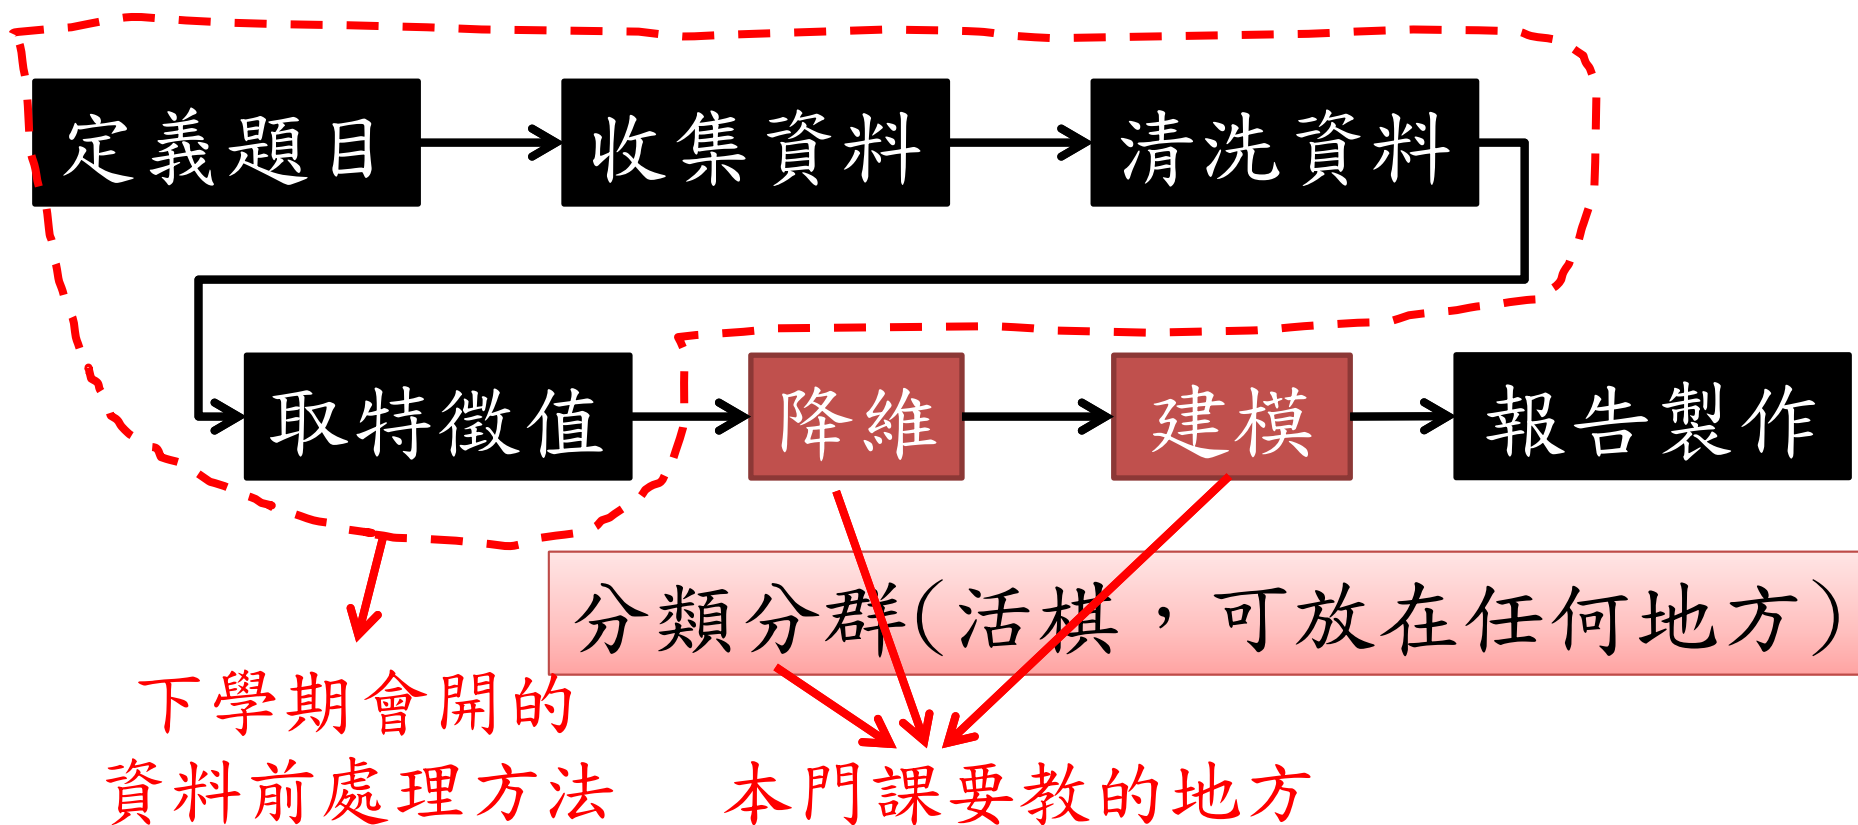 定義題目
收集資料
清洗資料
取特徵值
降維
建模
報告製作
分類分群(活棋，可放在任何地方)
下學期會開的
資料前處理方法
本門課要教的地方